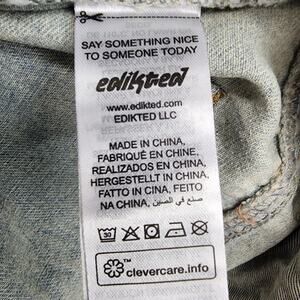 SAY SOMETHING NICE
TO SOMEONE TODAY
edikted
www.edikted.com
EDIKTED LLC
MADE IN CHINA,
FABRIQUÉ EN CHINE,
REALIZADOS EN CHINA,
HERGESTELLT IN CHINA,
FATTO IN CINA, FEITO
NA CHINA, صنع في الصين
clevercare.info